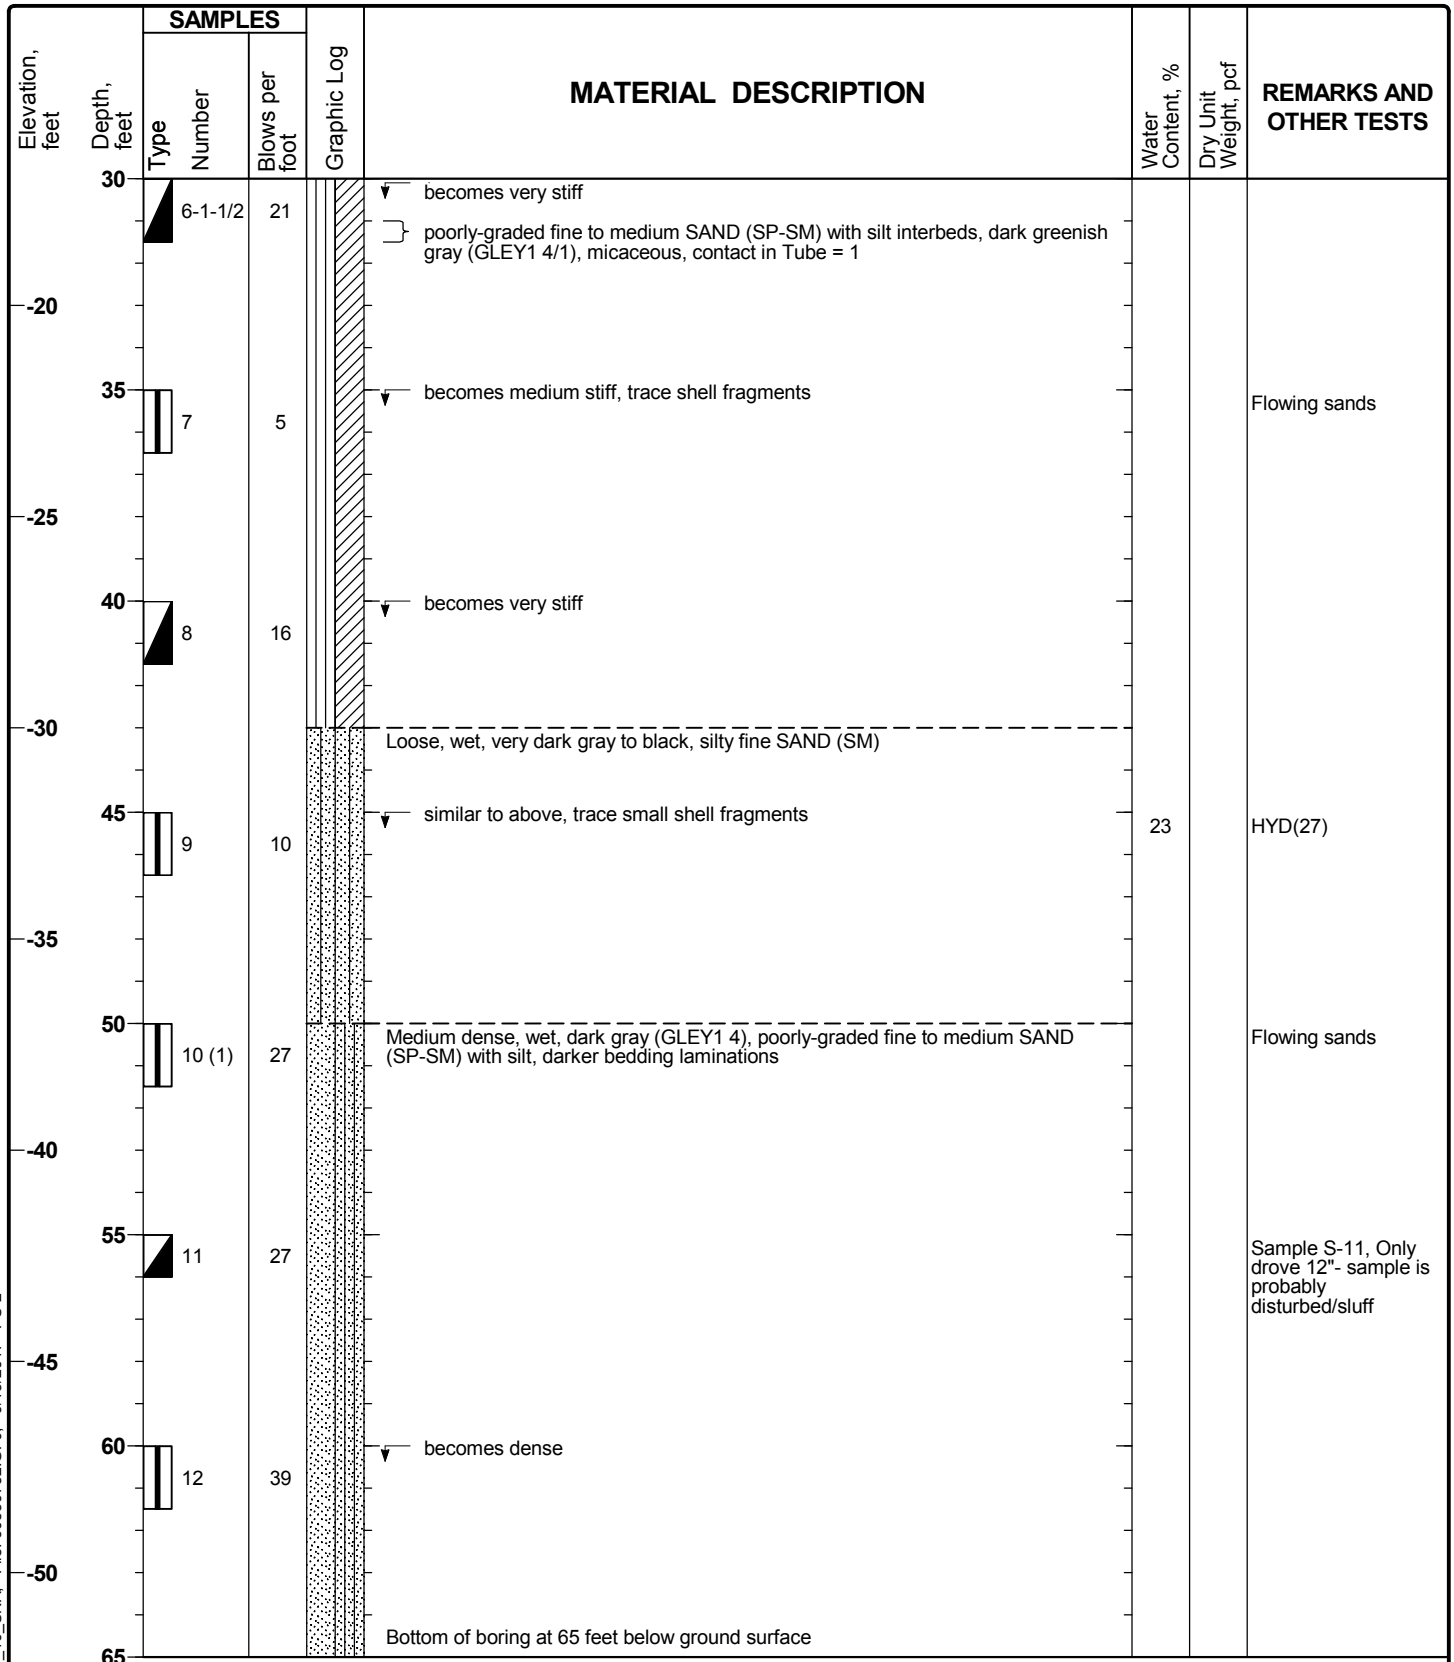 SAMPLES
Elevation, feet
Depth, feet
Type
Number
Blows per foot
Graphic Log
MATERIAL DESCRIPTION
Water Content, %
Dry Unit Weight, pcf
REMARKS AND
OTHER TESTS
30
becomes very stiff
6-1-1/2 21
poorly-graded fine to medium SAND (SP-SM) with silt interbeds, dark greenish
gray (GLEY1 4/1), micaceous, contact in Tube = 1
-20
35
becomes medium stiff, trace shell fragments
Flowing sands
7 5
-25
40
becomes very stiff
8 16
-30
Loose, wet, very dark gray to black, silty fine SAND (SM)
45
similar to above, trace small shell fragments
23 HYD(27)
9 10
-35
50
Medium dense, wet, dark gray (GLEY1 4), poorly-graded fine to medium SAND
(SP-SM) with silt, darker bedding laminations
Flowing sands
10 (1) 27
-40
55
11 27
Sample S-11, Only
drove 12"- sample is
probably
disturbed/sluff
-45
60
becomes dense
12 39
-50
Bottom of boring at 65 feet below ground surface
65